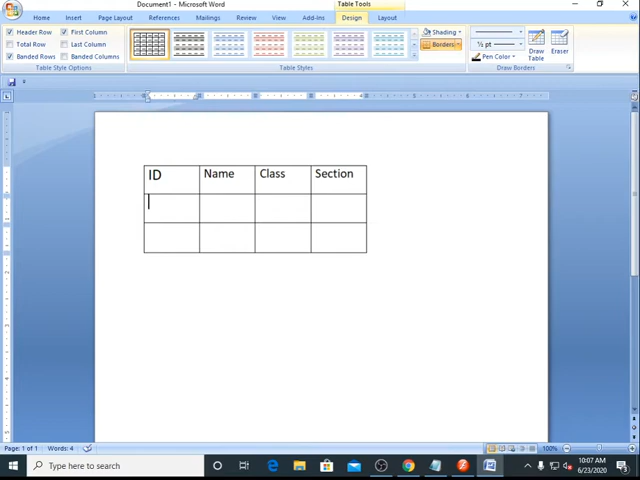 Document1 - Microsoft Word
Table Tools
Home Insert Page Layout References Mailings Review View Add-Ins Design Layout
Header Row First Column
Total Row Last Column
Banded Rows Banded Columns
Table Style Options
Table Styles
Shading
Borders
½ pt
Pen Color
Draw Table
Eraser
Draw Borders
ID Name Class Section
Page: 1 of 1 Words: 4
100%
Type here to search
10:07 AM
6/23/2020